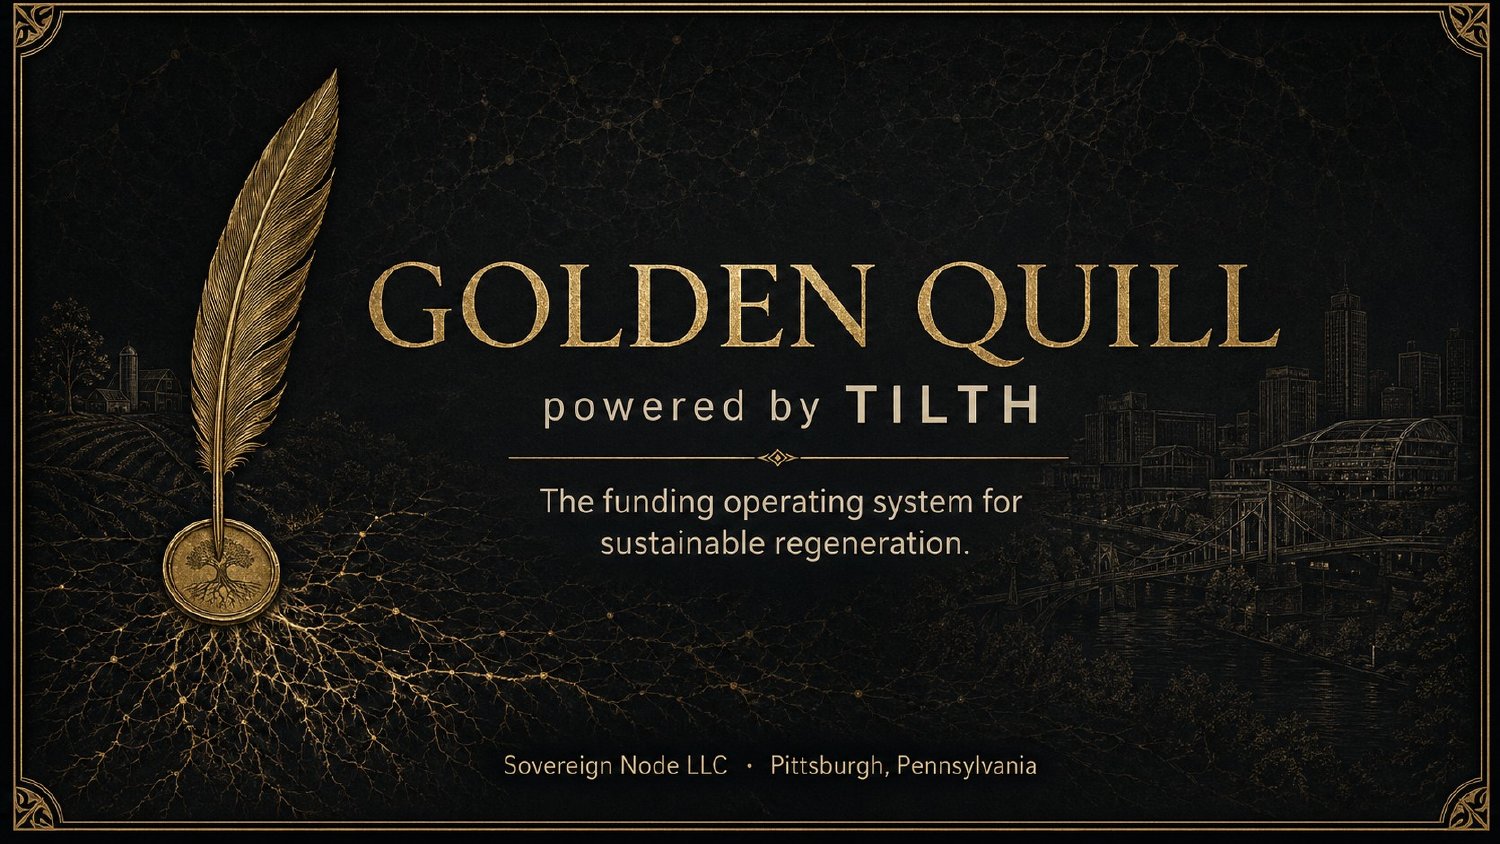 GOLDEN QUILL
powered by TILTH
The funding operating system for
sustainable regeneration.
Sovereign Node LLC · Pittsburgh, Pennsylvania